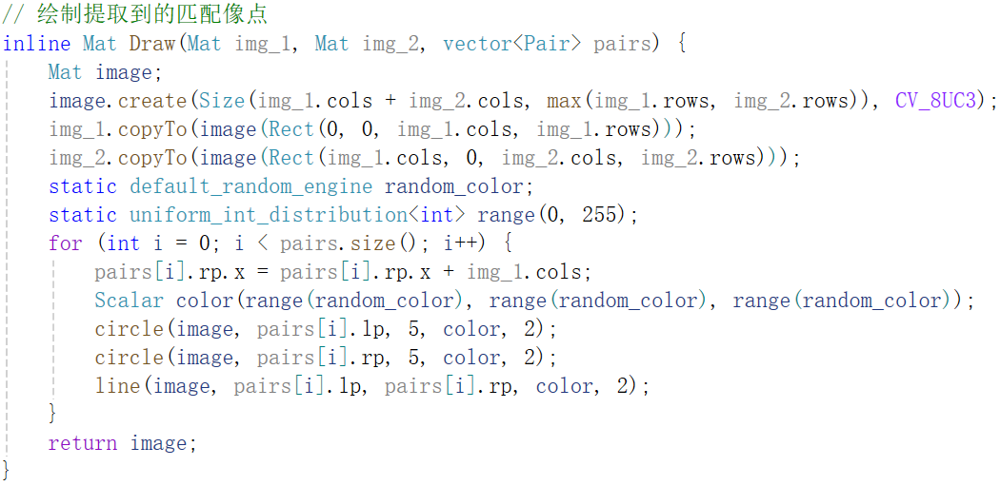 // 绘制提取到的匹配像点
inline Mat Draw(Mat img_1, Mat img_2, vector<Pair> pairs) {
    Mat image;
    image.create(Size(img_1.cols + img_2.cols, max(img_1.rows, img_2.rows)), CV_8UC3);
    img_1.copyTo(image(Rect(0, 0, img_1.cols, img_1.rows)));
    img_2.copyTo(image(Rect(img_1.cols, 0, img_2.cols, img_2.rows)));
    static default_random_engine random_color;
    static uniform_int_distribution<int> range(0, 255);
    for (int i = 0; i < pairs.size(); i++) {
        pairs[i].rp.x = pairs[i].rp.x + img_1.cols;
        Scalar color(range(random_color), range(random_color), range(random_color));
        circle(image, pairs[i].lp, 5, color, 2);
        circle(image, pairs[i].rp, 5, color, 2);
        line(image, pairs[i].lp, pairs[i].rp, color, 2);
    }
    return image;
}